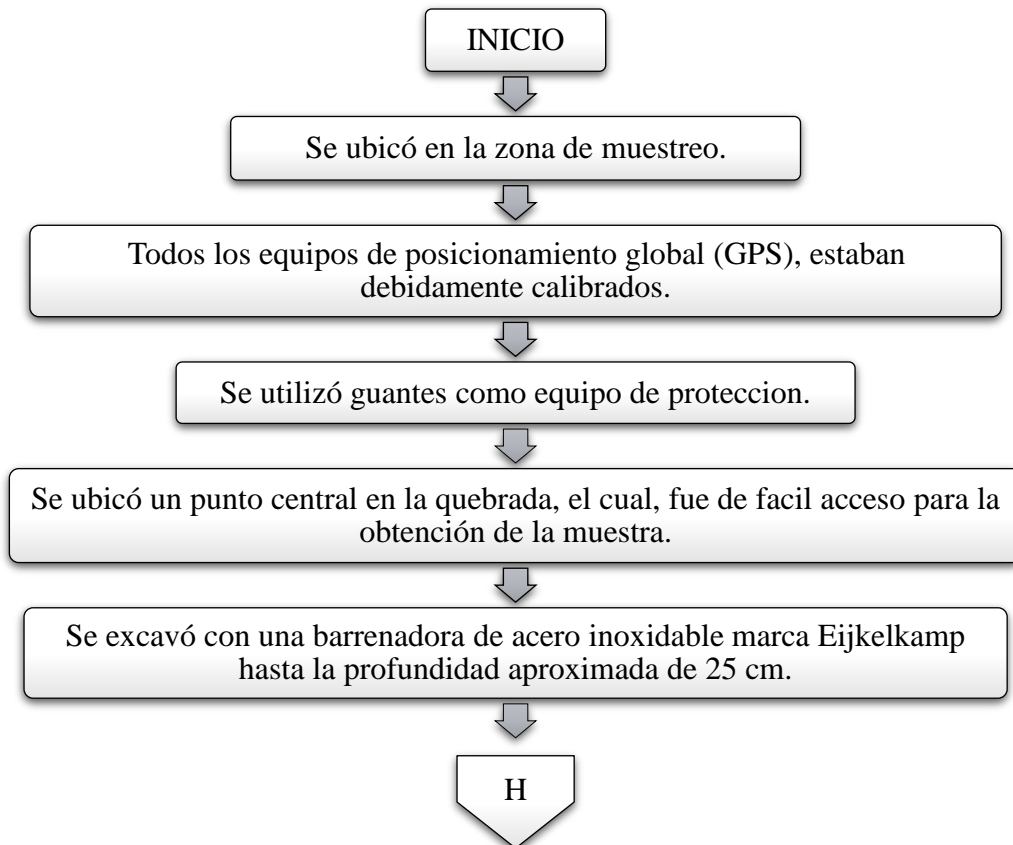 INICIO
Se ubicó en la zona de muestreo.
Todos los equipos de posicionamiento global (GPS), estaban
debidamente calibrados.
Se utilizó guantes como equipo de proteccion.
Se ubicó un punto central en la quebrada, el cual, fue de facil acceso para la
obtención de la muestra.
Se excavó con una barrenadora de acero inoxidable marca Eijkelkamp
hasta la profundidad aproximada de 25 cm.
H